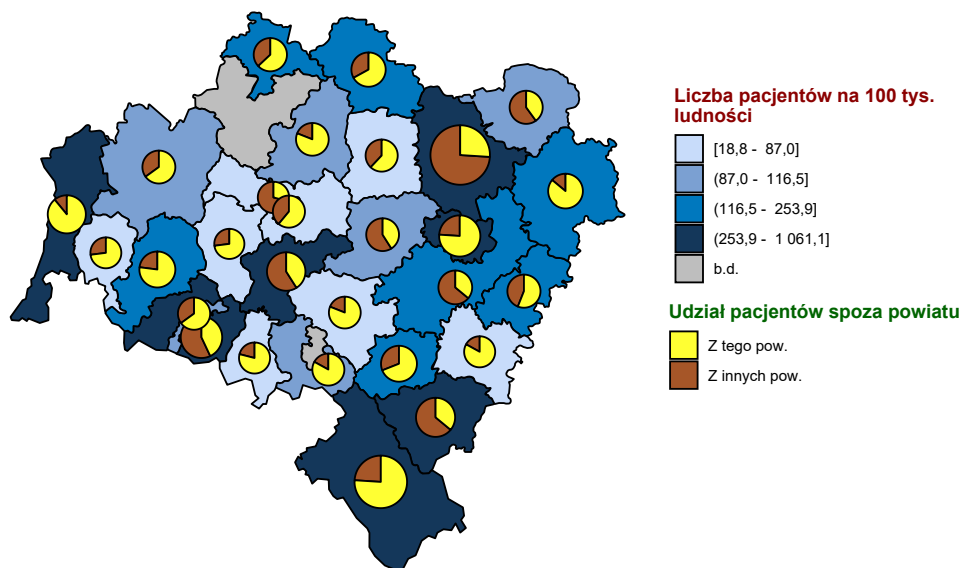 Liczba pacjentów na 100 tys.
ludności
[18,8 - 87,0]
(87,0 - 116,5]
(116,5 - 253,9]
(253,9 - 1 061,1]
b.d.
Udział pacjentów spoza powiatu
Z tego pow.
Z innych pow.